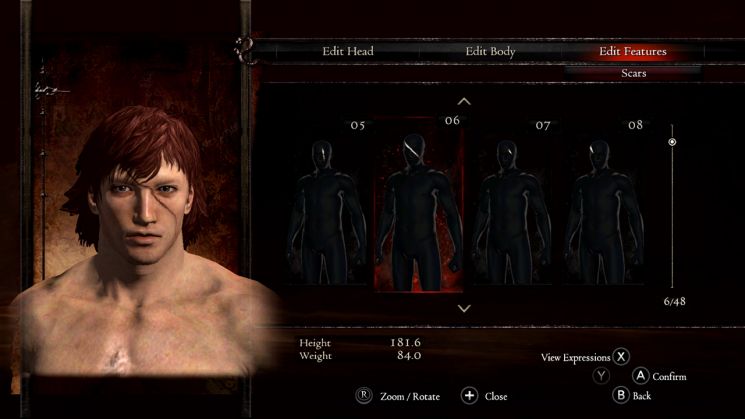 Edit Head Edit Body Edit Features
Scars
05 06 07 08
6/48
Height 181.6
Weight 84.0
View Expressions X
Y A Confirm
R Zoom / Rotate + Close B Back